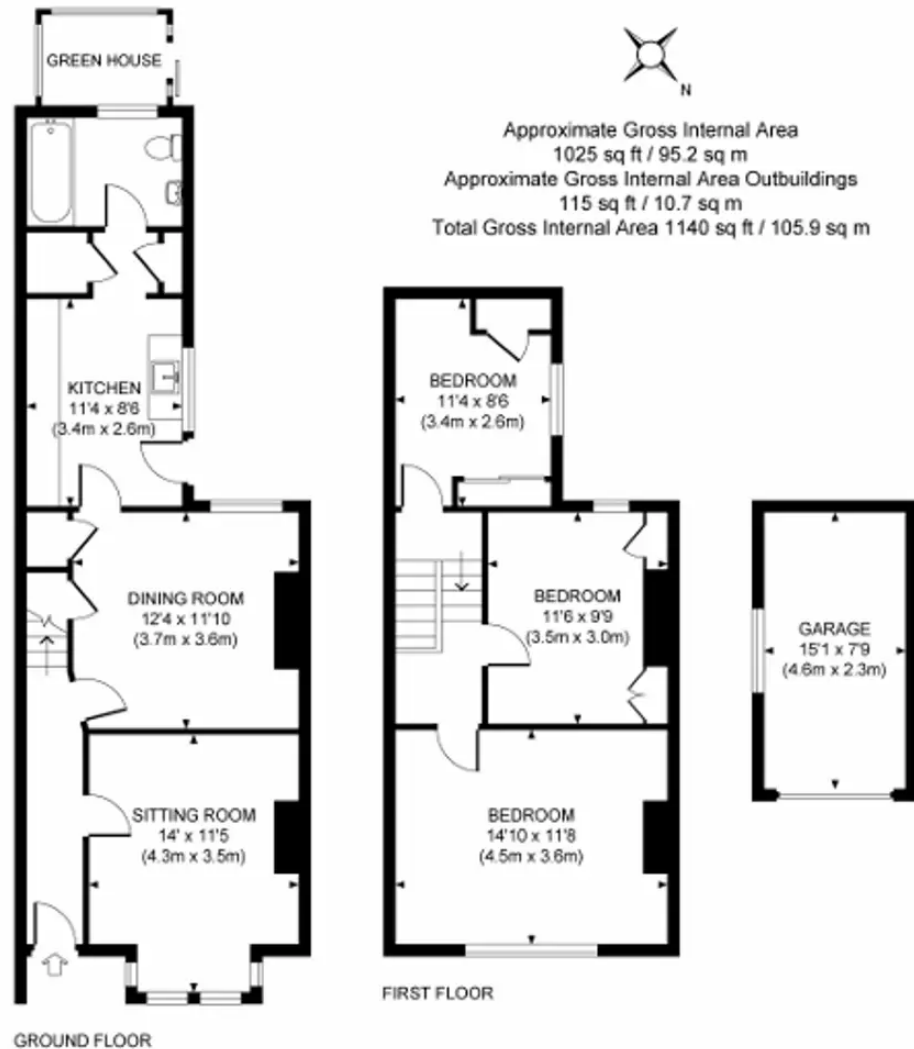 GREEN HOUSE
N
Approximate Gross Internal Area
1025 sq ft / 95.2 sq m
Approximate Gross Internal Area Outbuildings
115 sq ft / 10.7 sq m
Total Gross Internal Area 1140 sq ft / 105.9 sq m
KITCHEN
11'4 x 8'6
(3.4m x 2.6m)
DINING ROOM
12'4 x 11'10
(3.7m x 3.6m)
SITTING ROOM
14' x 11'5
(4.3m x 3.5m)
GROUND FLOOR
BEDROOM
11'4 x 8'6
(3.4m x 2.6m)
BEDROOM
11'6 x 9'9
(3.5m x 3.0m)
BEDROOM
14'10 x 11'8
(4.5m x 3.6m)
FIRST FLOOR
GARAGE
15'1 x 7'9
(4.6m x 2.3m)